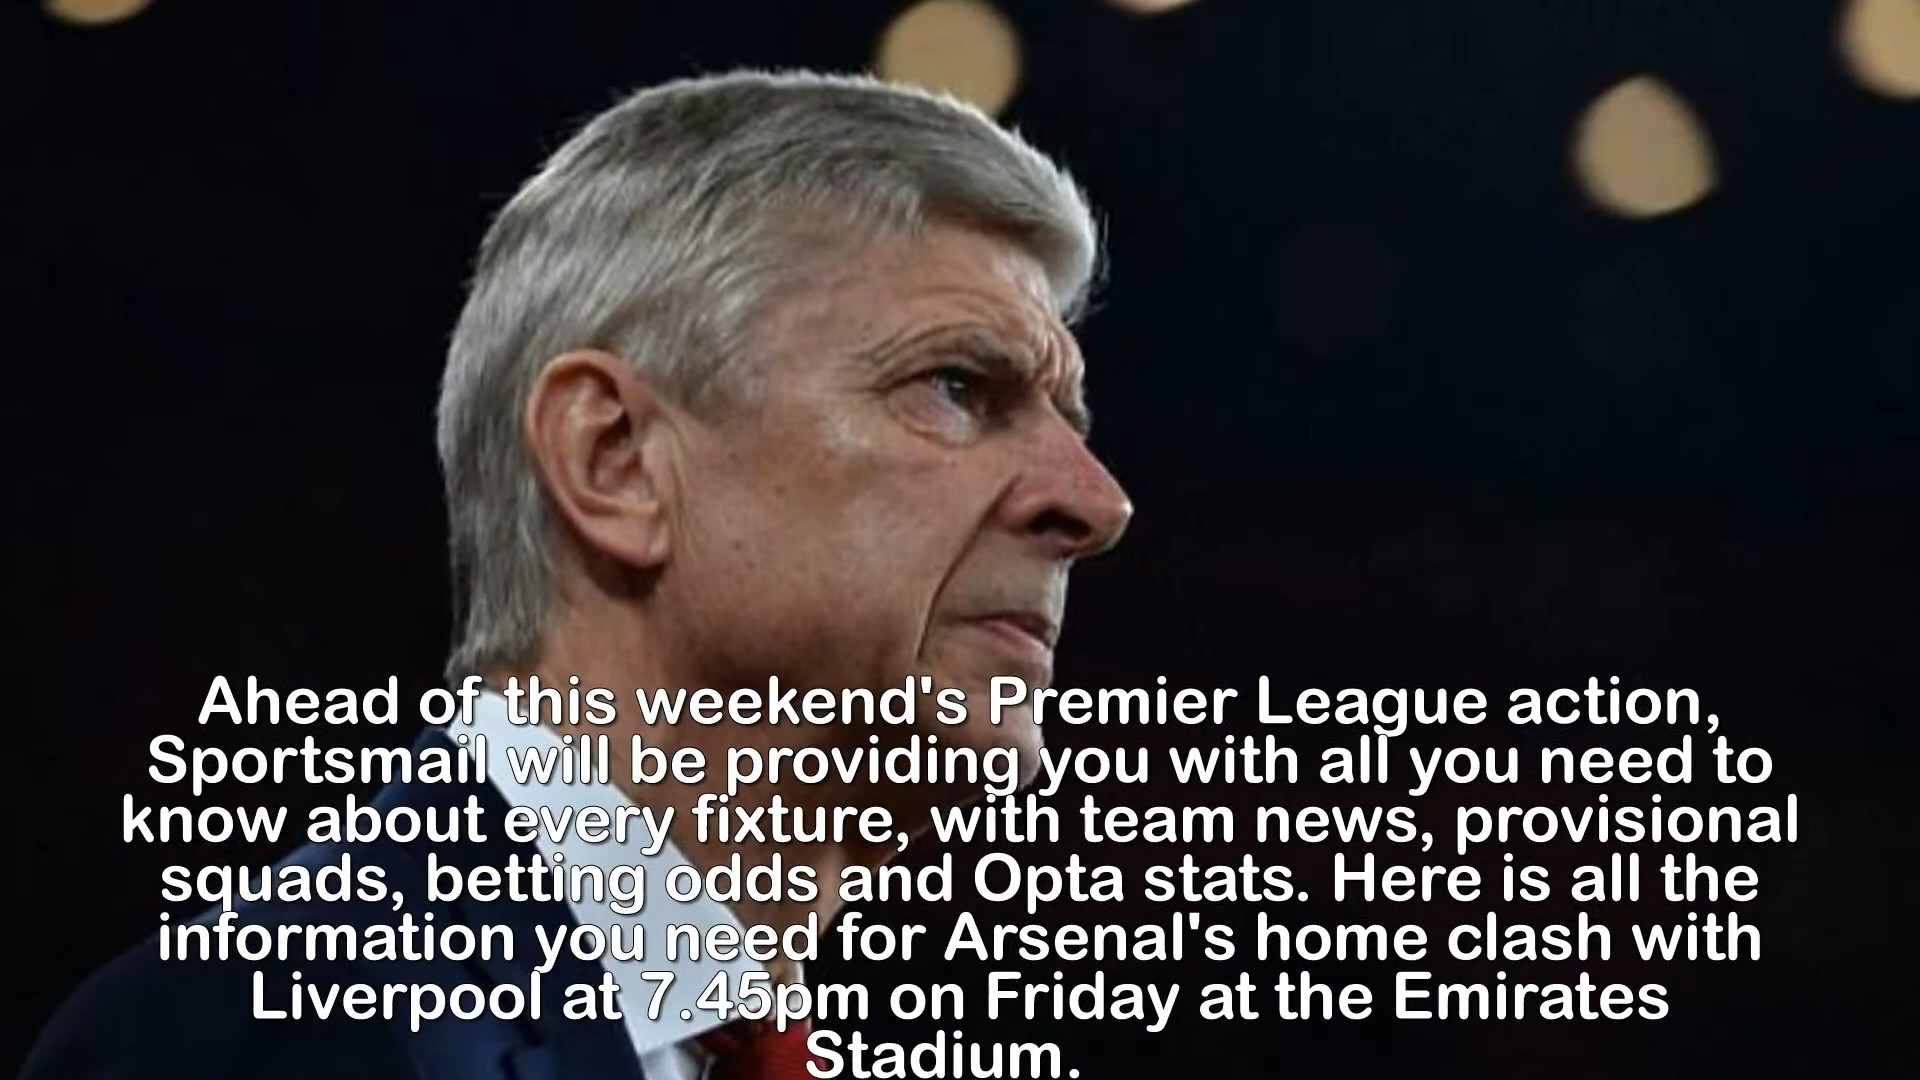 Ahead of this weekend's Premier League action,
Sportsmail will be providing you with all you need to
know about every fixture, with team news, provisional
squads, betting odds and Opta stats. Here is all the
information you need for Arsenal's home clash with
Liverpool at 7.45pm on Friday at the Emirates
Stadium.